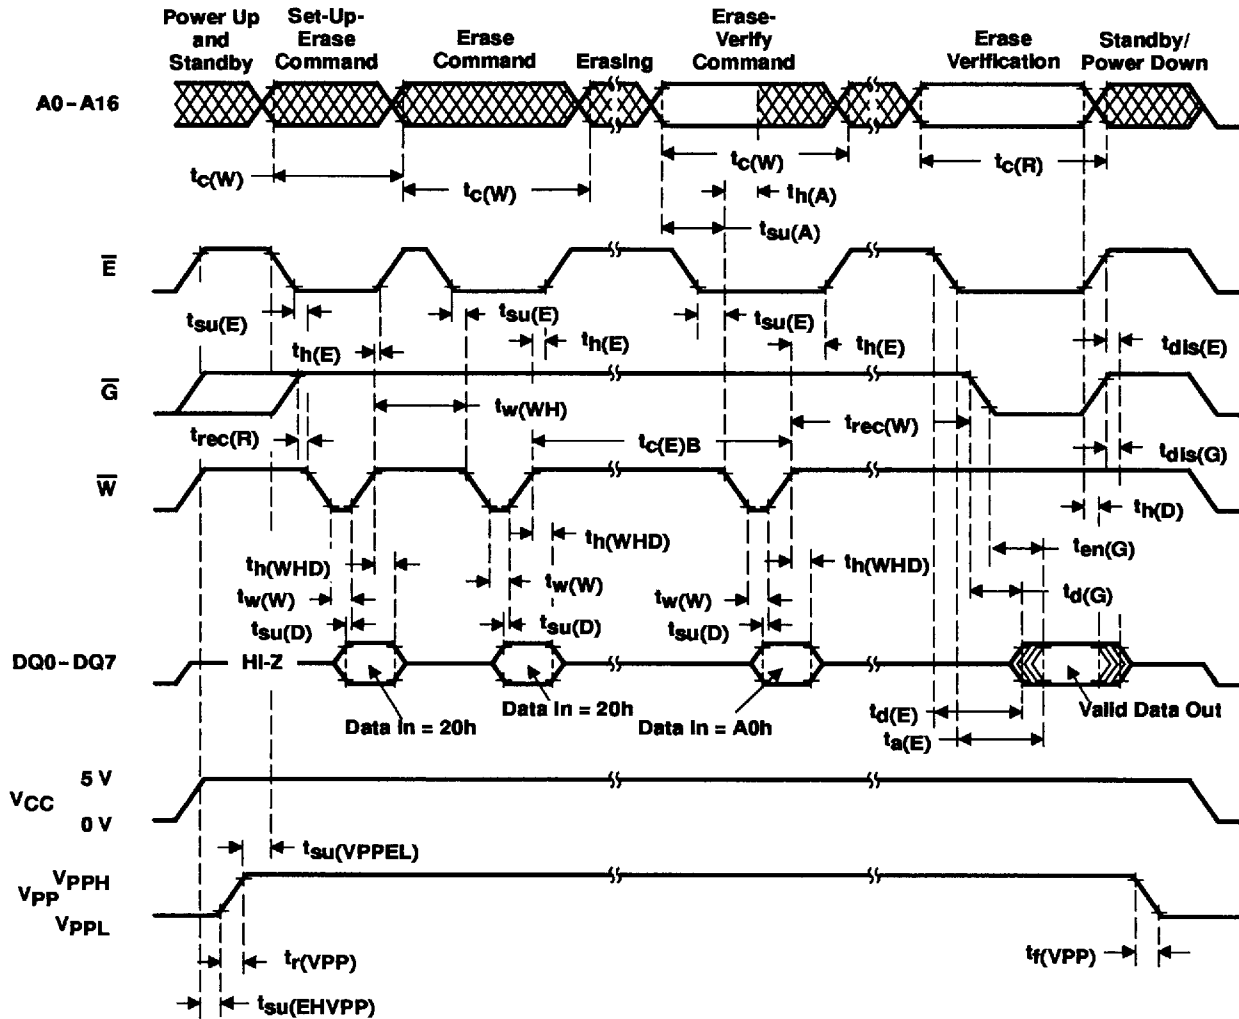 Power Up
and
Standby
Set-Up-
Erase
Command
Erase
Command
Erasing
Erase-
Verify
Command
Erase
Verification
Standby/
Power Down
A0–A16
tc(W)
tc(W)
tc(W)
tc(R)
th(A)
tsu(A)
E
tsu(E)
tsu(E)
tsu(E)
th(E)
th(E)
th(E)
tdis(E)
G
tw(WH)
trec(R)
tc(E)B
trec(W)
tdis(G)
W
th(D)
th(WHD)
th(WHD)
th(WHD)
ten(G)
tw(W)
tw(W)
tw(W)
td(G)
tsu(D)
tsu(D)
tsu(D)
DQ0–DQ7
HI-Z
Data In = 20h
Data In = 20h
Data In = A0h
Valid Data Out
td(E)
ta(E)
5 V
VCC
0 V
tsu(VPPEL)
VPPH
VPP
VPPL
tr(VPP)
tf(VPP)
tsu(EHVPP)